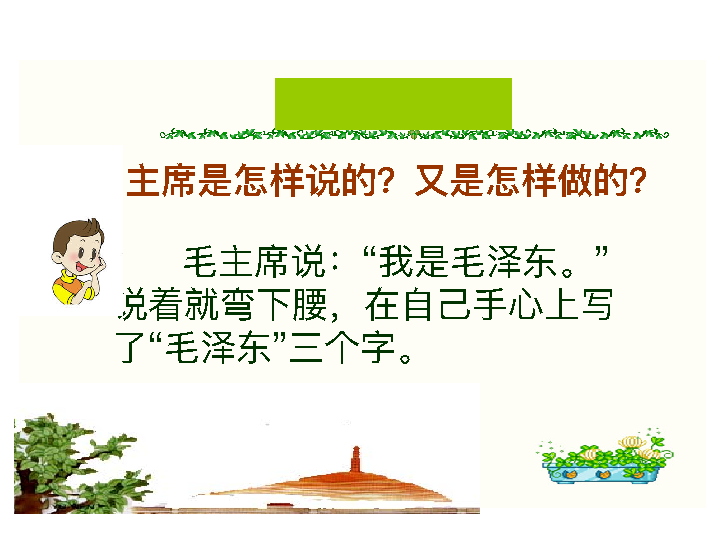 主席是怎样说的？又是怎样做的？
毛主席说：“我是毛泽东。”
说着就弯下腰，在自己手心上写
了“毛泽东”三个字。